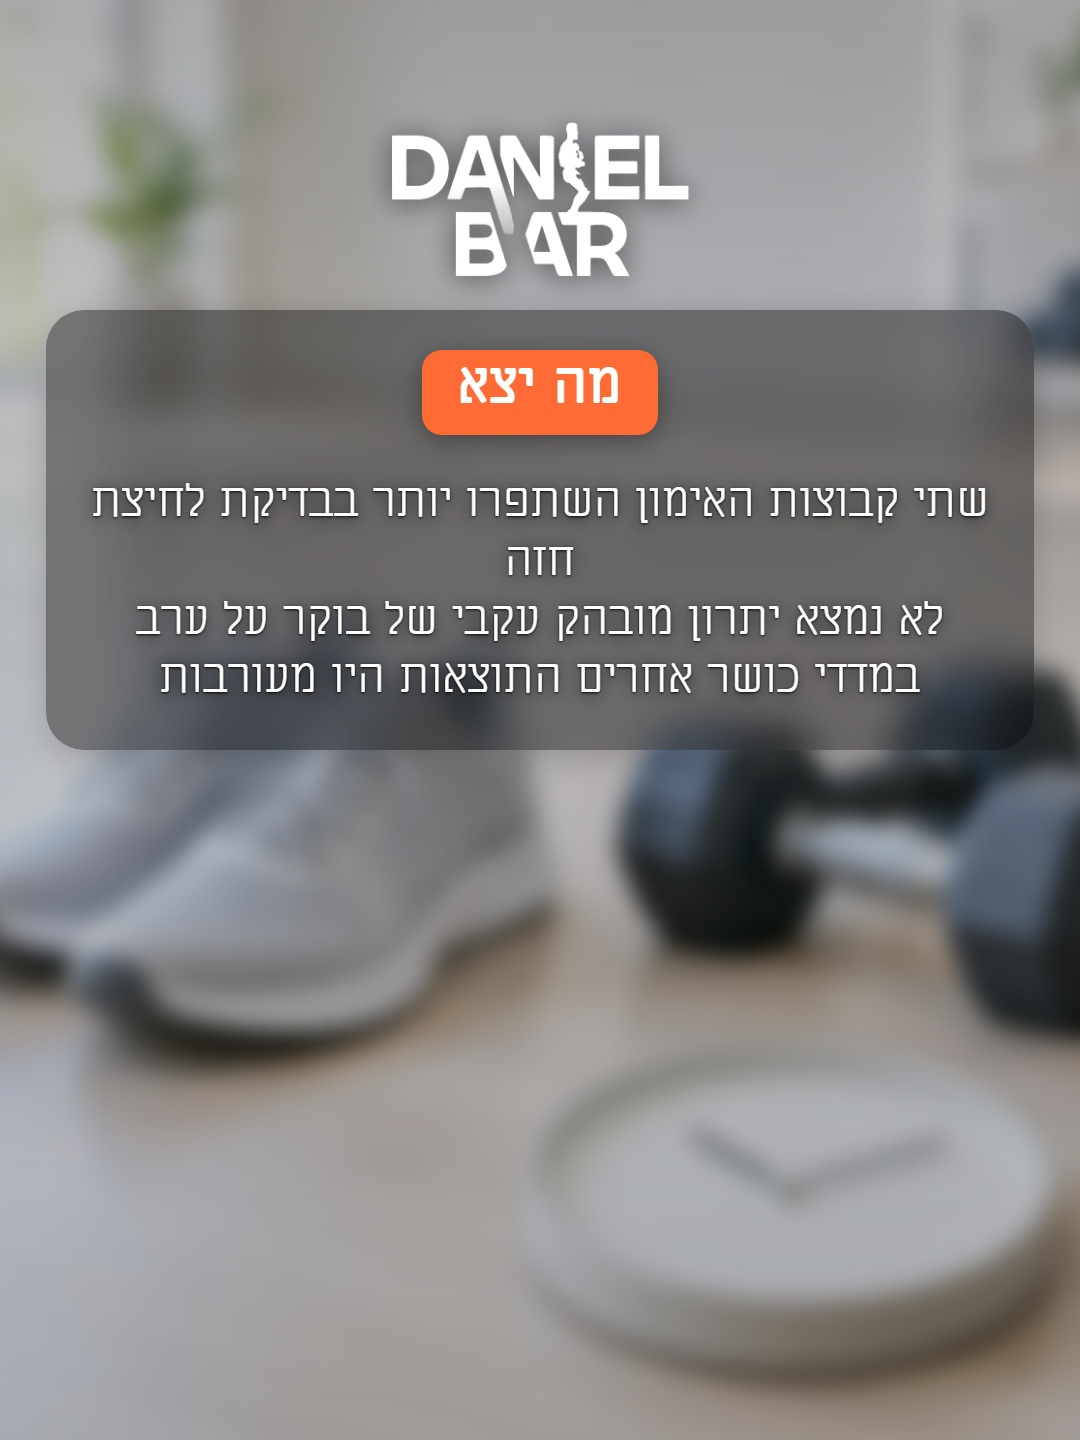 DANIEL
BAR
מה יצא
שתי קבוצות האימון השתפרו יותר בבדיקת לחיצת
חזה
לא נמצא יתרון מובהק עקבי של בוקר על ערב
במדדי כושר אחרים התוצאות היו מעורבות